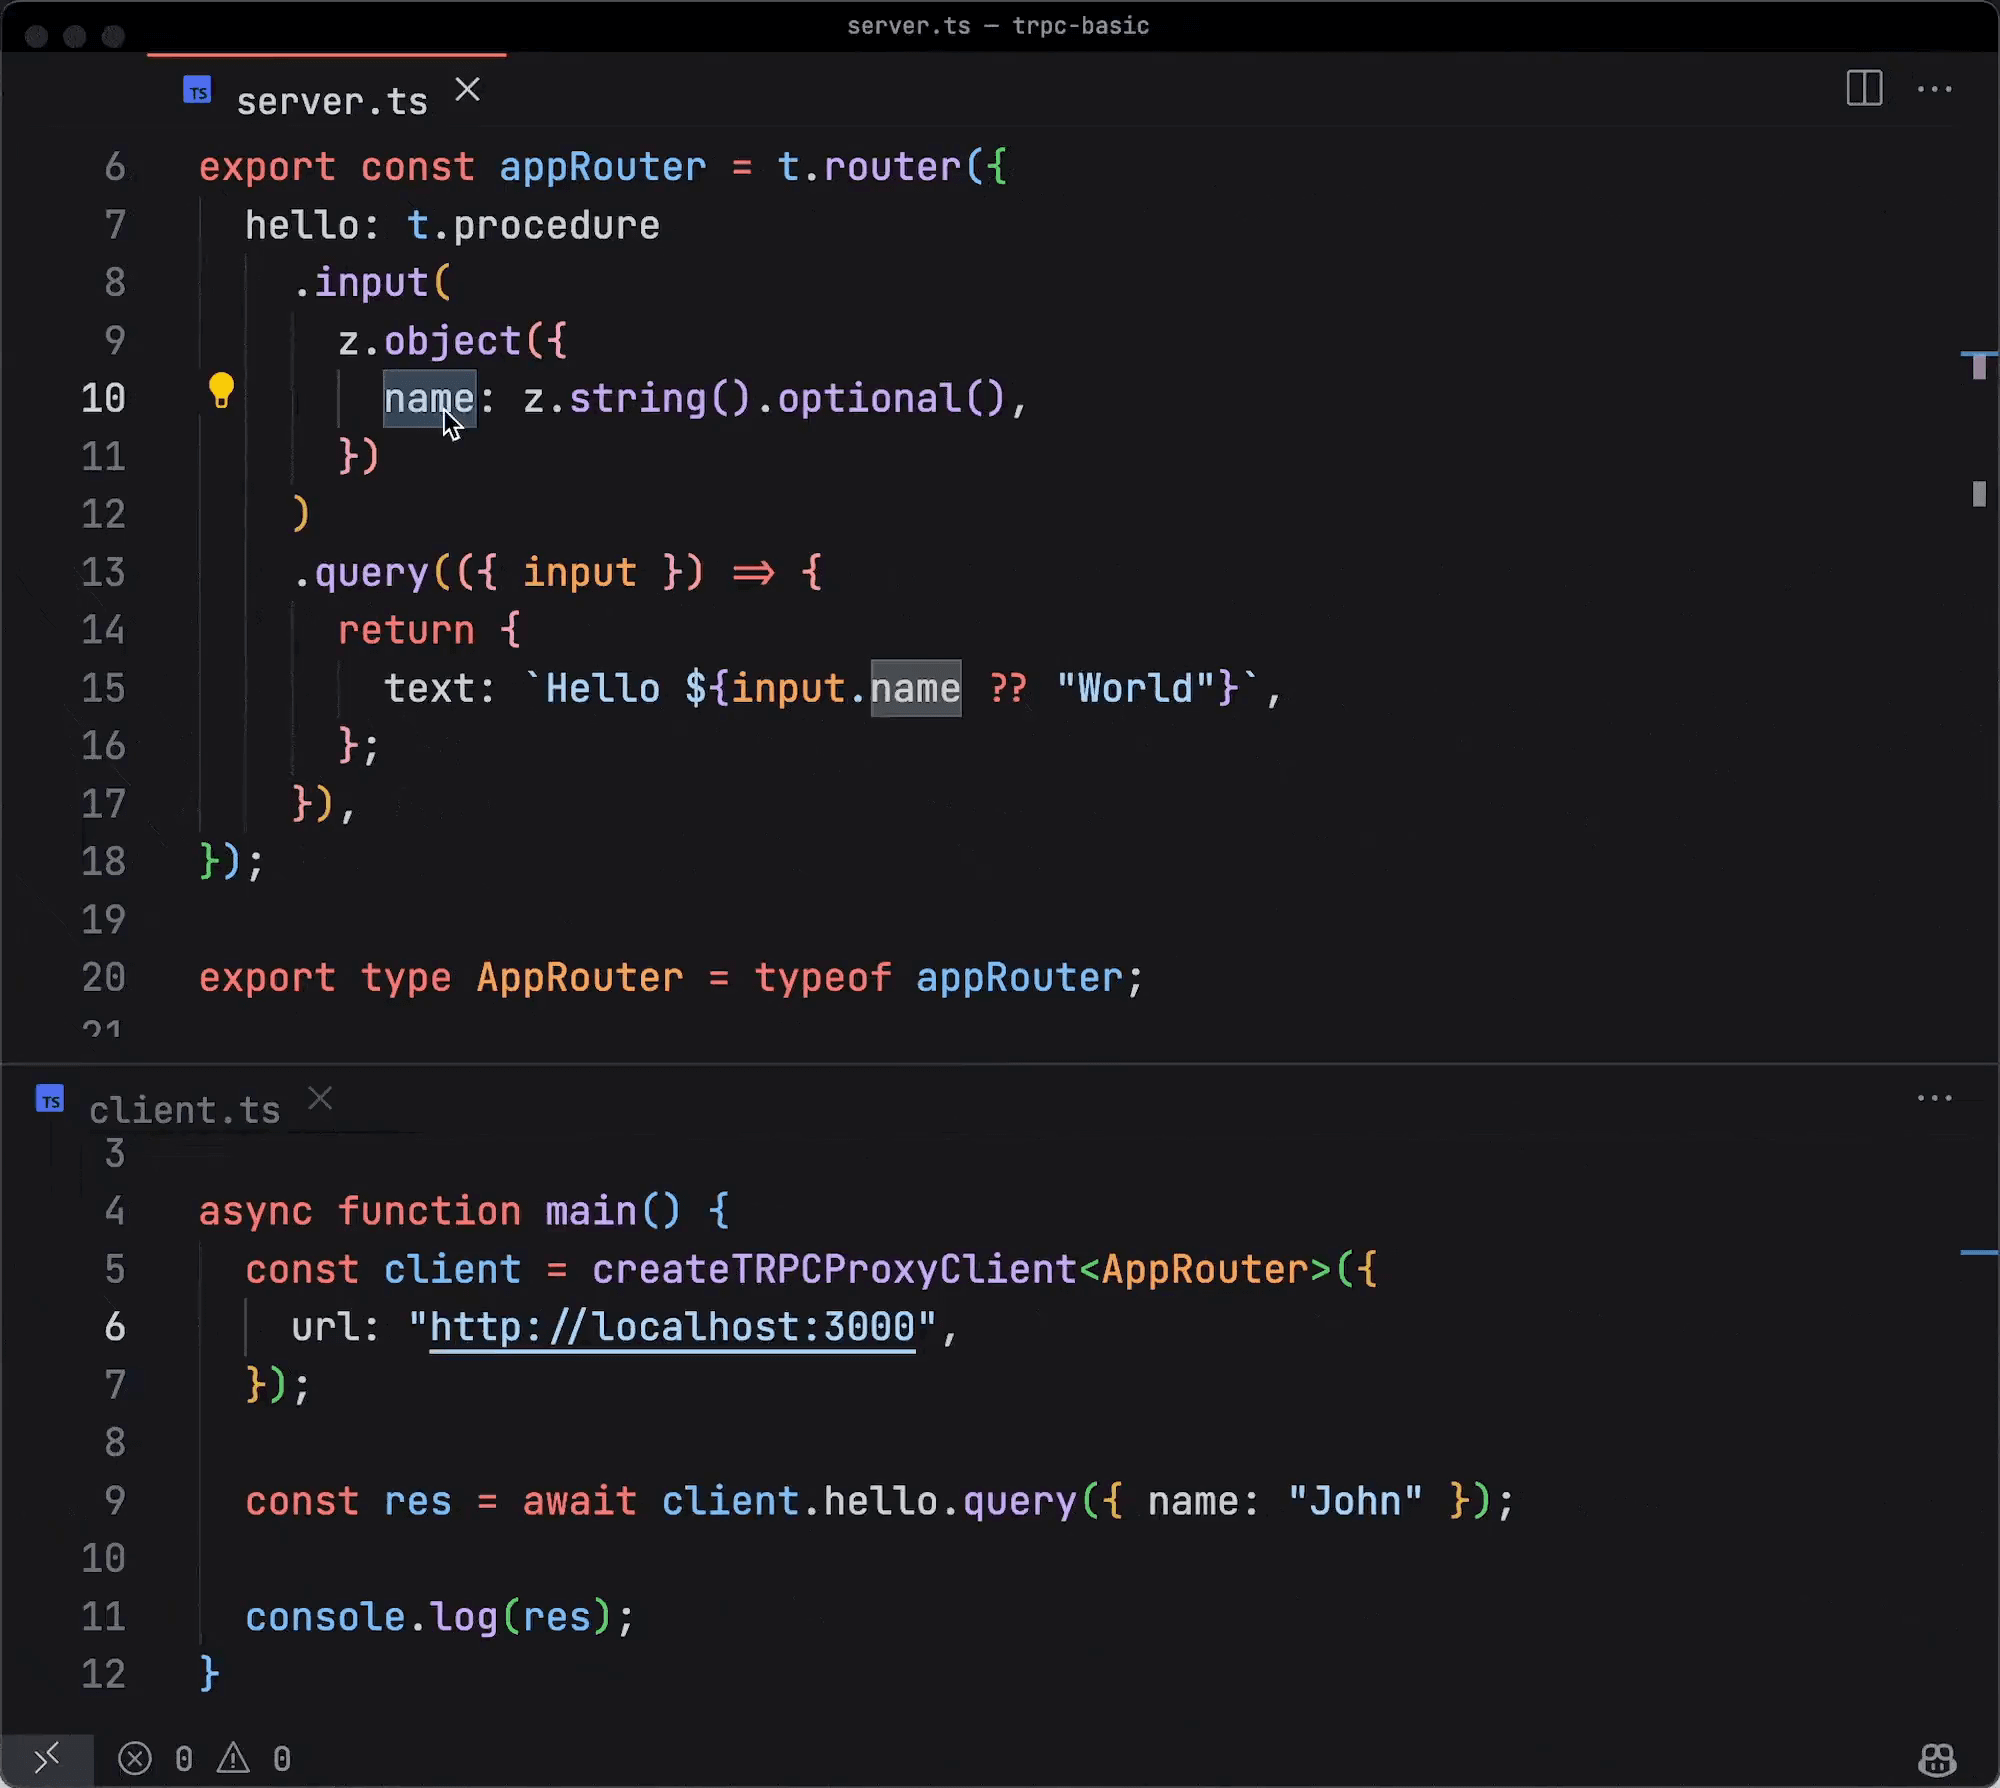 server.ts — trpc-basic
TS server.ts
6 export const appRouter = t.router({
7 hello: t.procedure
8 .input(
9 z.object({
10 name: z.string().optional(),
11 })
12 )
13 .query(({ input }) => {
14 return {
15 text: `Hello ${input.name ?? "World"}`,
16 };
17 }),
18 });
19
20 export type AppRouter = typeof appRouter;
21
TS client.ts
3
4 async function main() {
5 const client = createTRPCProxyClient<AppRouter>({
6 url: "http://localhost:3000",
7 });
8
9 const res = await client.hello.query({ name: "John" });
10
11 console.log(res);
12 }
0 0